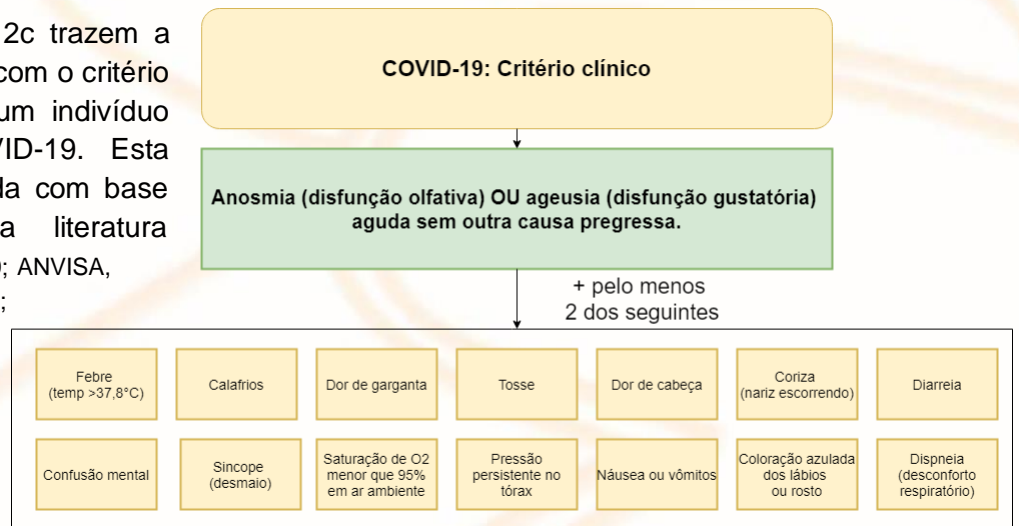 2c trazem a
com o critério
um indivíduo
Esta
com base
literatura
ANVISA,
;
COVID-19: Critério clínico
Anosmia (disfunção olfativa) OU ageusia (disfunção gustatória)
aguda sem outra causa pregressa.
+ pelo menos
2 dos seguintes
Febre
(temp >37,8°C)
Calafrios
Dor de garganta
Tosse
Dor de cabeça
Coriza
(nariz escorrendo)
Diarreia
Confusão mental
Sincope
(desmaio)
Saturação de O2
menor que 95%
em ar ambiente
Pressão
persistente no
tórax
Náusea ou vômitos
Coloração azulada
dos lábios
ou rosto
Dispneia
(desconforto
respiratório)